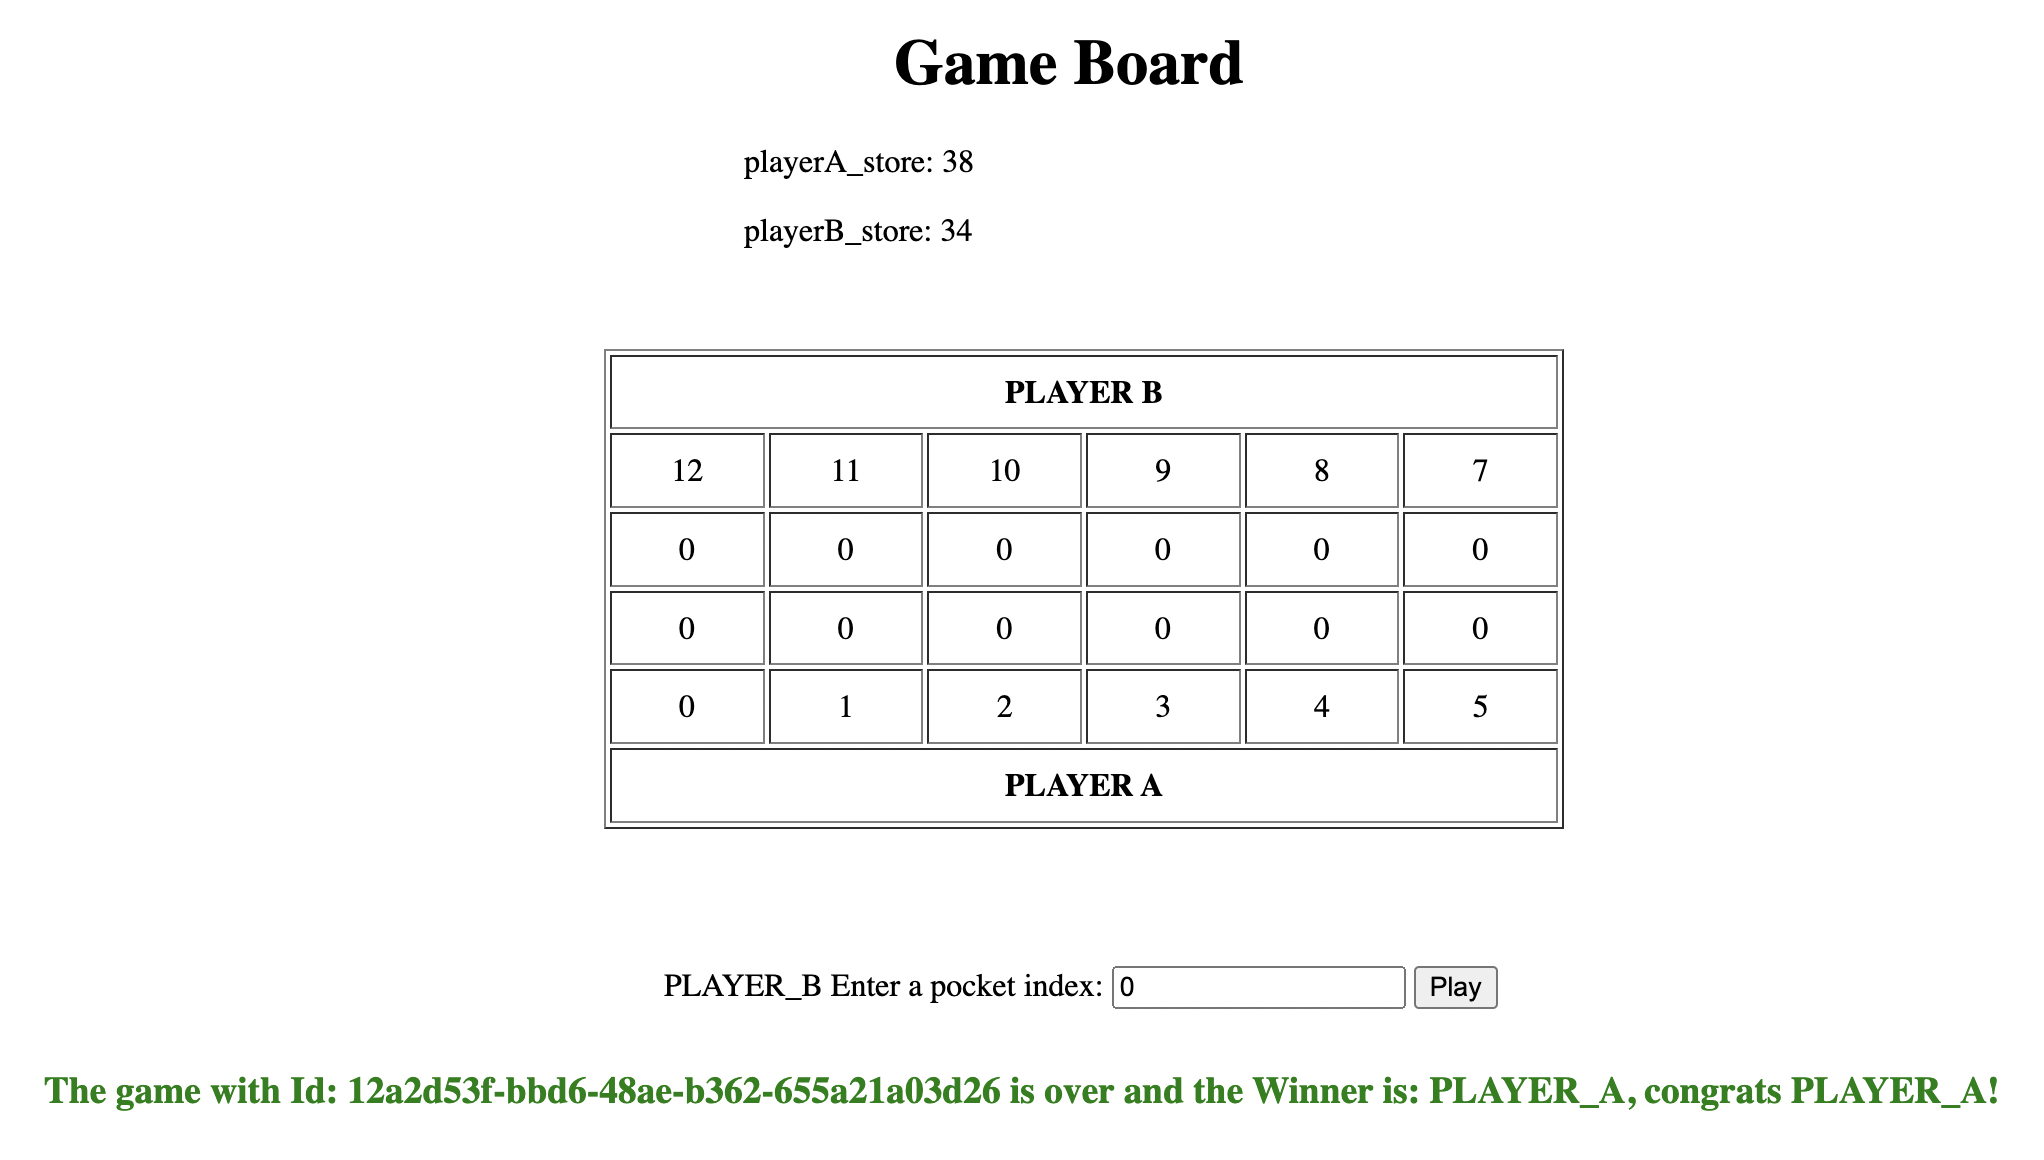 Game Board
playerA_store: 38
playerB_store: 34
PLAYER B
12 11 10 9 8 7
0 0 0 0 0 0
0 0 0 0 0 0
0 1 2 3 4 5
PLAYER A
PLAYER_B Enter a pocket index: 0 Play
The game with Id: 12a2d53f-bbd6-48ae-b362-655a21a03d26 is over and the Winner is: PLAYER_A, congrats PLAYER_A!